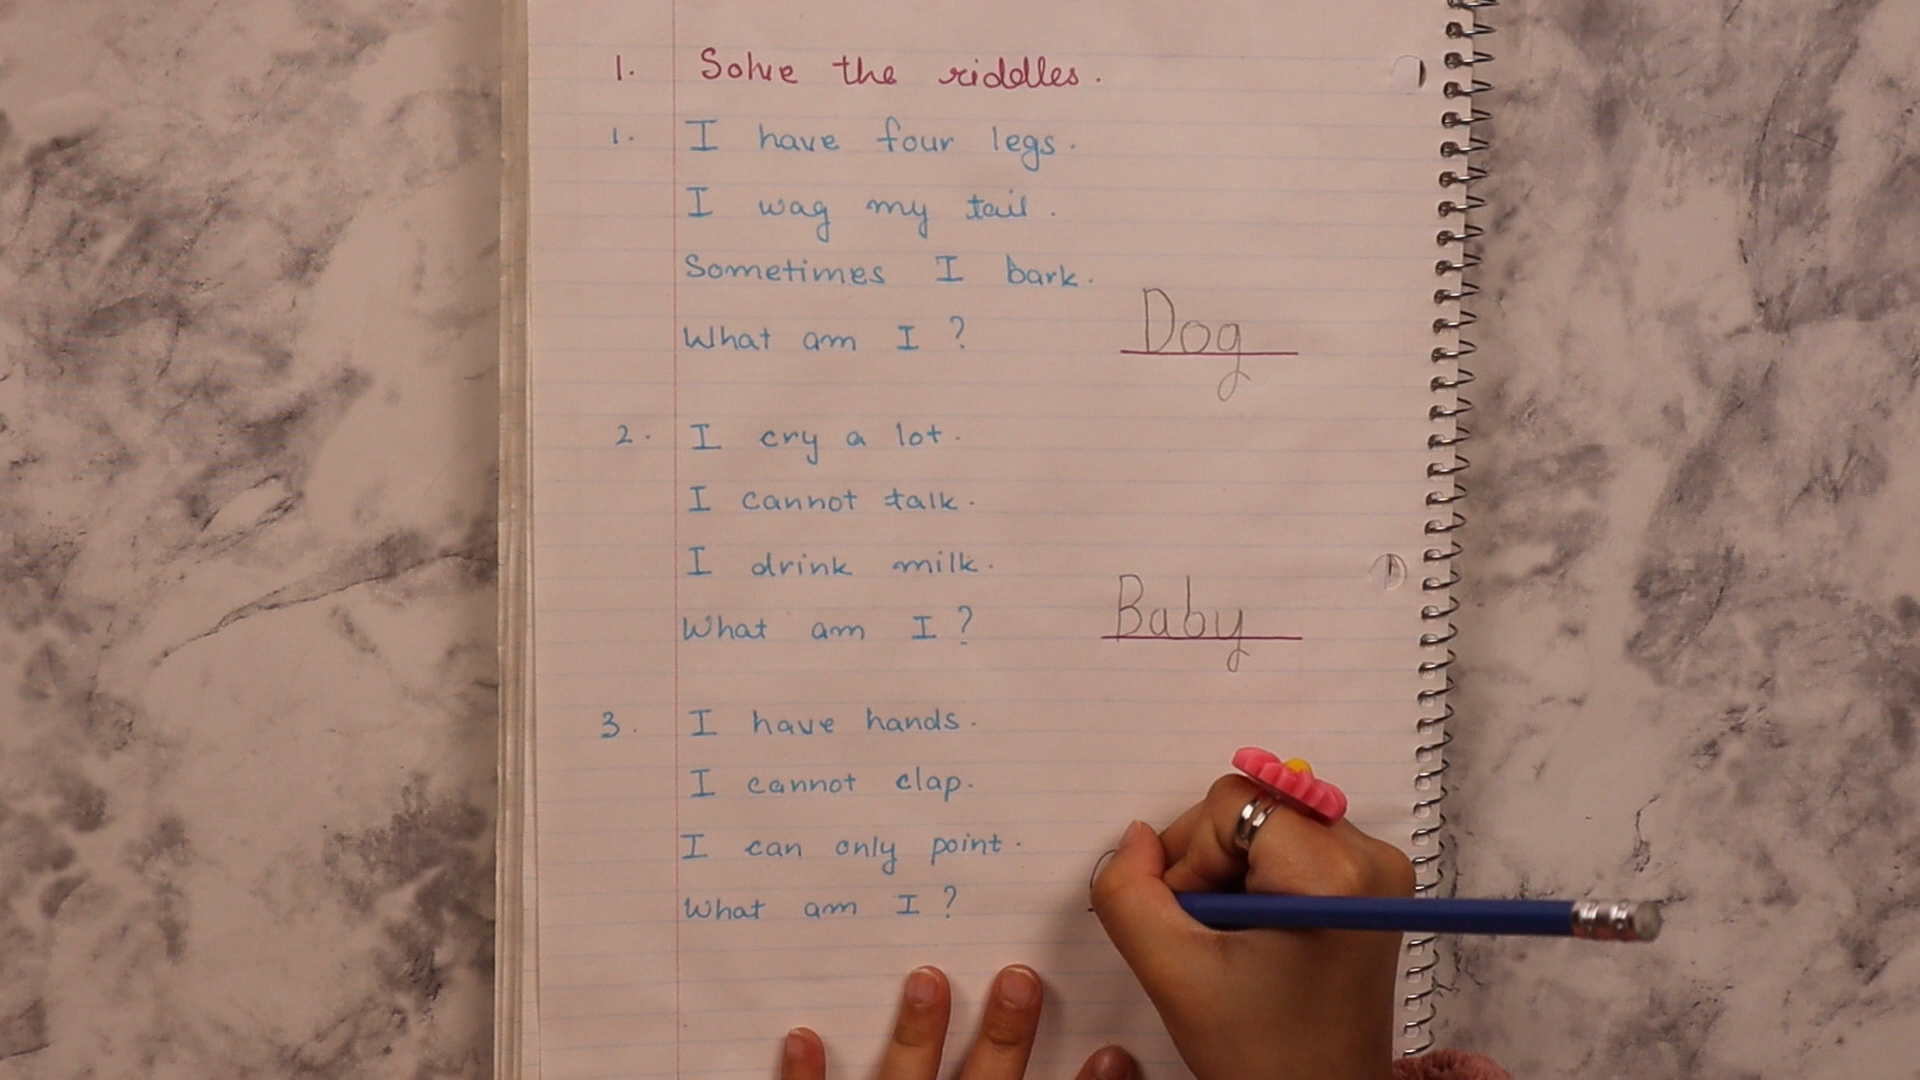 1. Solve the riddles.
1. I have four legs.
I wag my tail.
Sometimes I bark.
What am I ? Dog
2. I cry a lot.
I cannot talk.
I drink milk.
What am I ? Baby
3. I have hands.
I cannot clap.
I can only point.
What am I ?